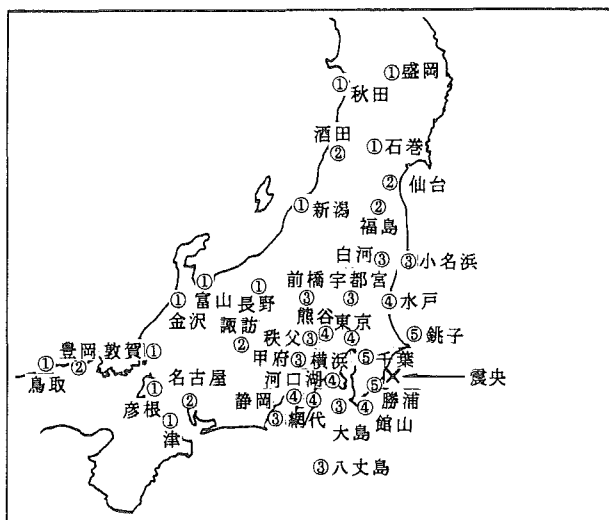 ①盛岡
①秋田
酒田②
①石巻
②仙台
①新潟
②福島
白河③
③小名浜
前橋③
宇都宮③
①富山
①長野
①金沢
④水戸
熊谷④
東京④
諏訪②
秩父③
⑤銚子
豊岡②
敦賀①
甲府③
横浜④
⑤千葉
震央
①鳥取
名古屋②
河口湖④
⑤勝浦
①彦根
静岡③
④網代
④館山
③大島
①津
③八丈島